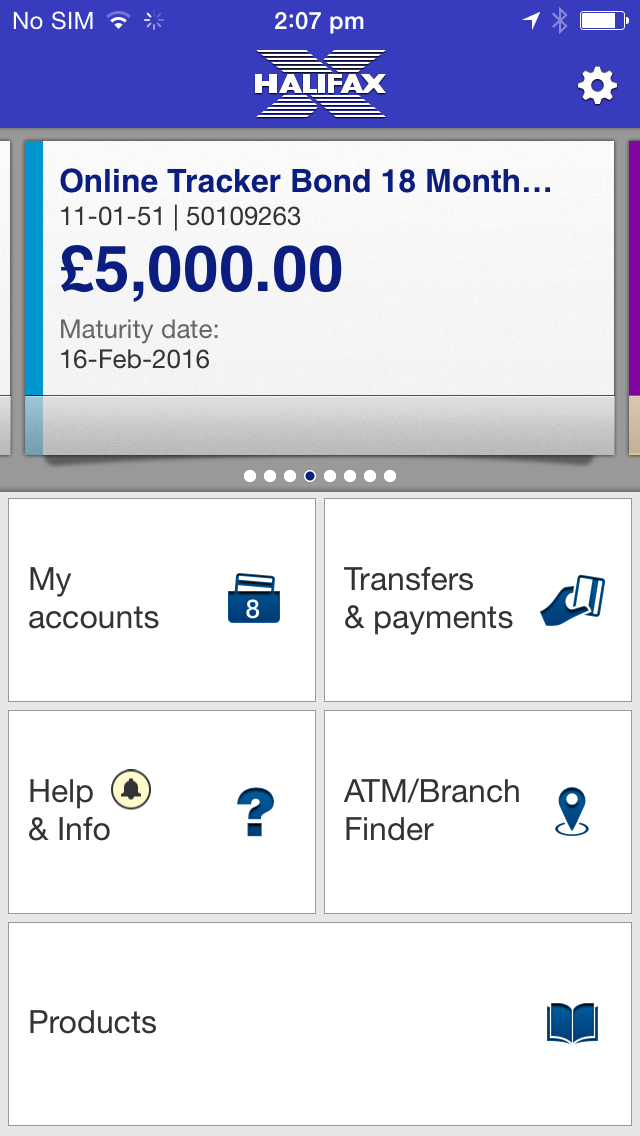 No SIM 2:07 pm
HALIFAX
Online Tracker Bond 18 Month...
11-01-51 | 50109263
£5,000.00
Maturity date:
16-Feb-2016
My
accounts
8
Transfers
& payments
Help
& Info
?
ATM/Branch
Finder
Products